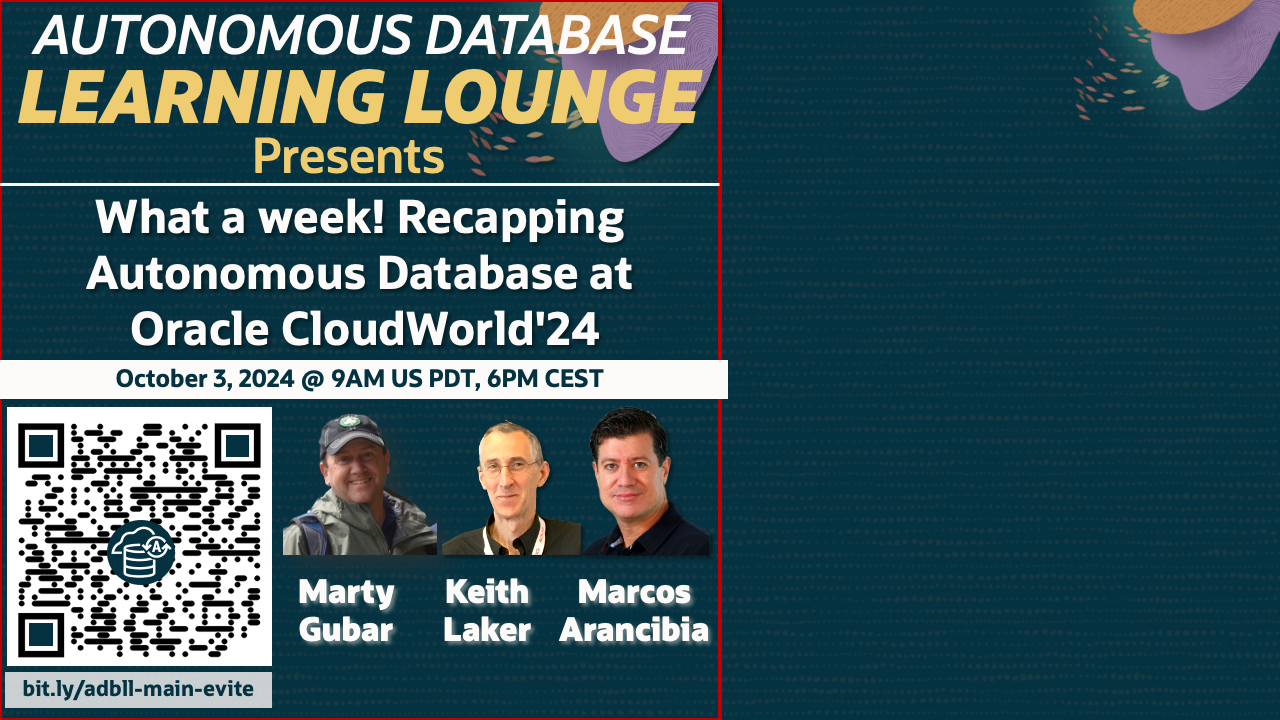 AUTONOMOUS DATABASE
LEARNING LOUNGE
Presents
What a week! Recapping
Autonomous Database at
Oracle CloudWorld'24
October 3, 2024 @ 9AM US PDT, 6PM CEST
A
Marty
Gubar
Keith
Laker
Marcos
Arancibia
bit.ly/adbll-main-evite